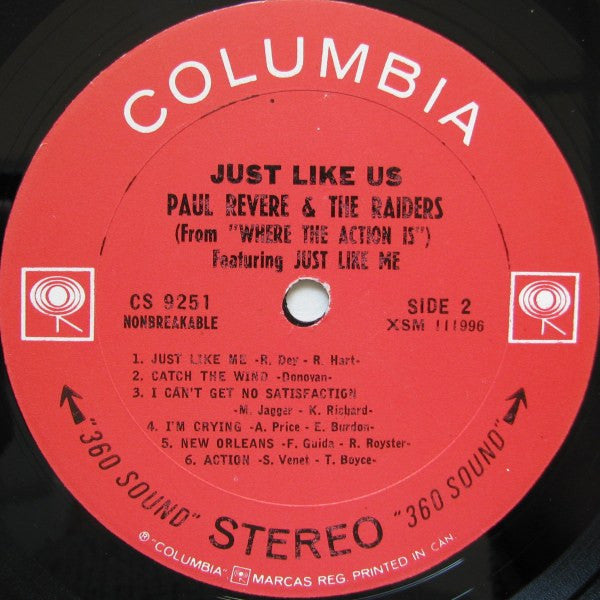 COLUMBIA
JUST LIKE US
PAUL REVERE & THE RAIDERS
(From "WHERE THE ACTION IS")
Featuring JUST LIKE ME
CS 9251
NONBREAKABLE
SIDE 2
XSM 111996
1. JUST LIKE ME -R. Dey - R. Hart-
2. CATCH THE WIND -Donovan-
3. I CAN'T GET NO SATISFACTION
-M. Jagger - K. Richard-
4. I'M CRYING -A. Price - E. Burdon-
5. NEW ORLEANS -F. Guida - R. Royster-
6. ACTION -S. Venet - T. Boyce-
"360 SOUND" STEREO "360 SOUND"
® "COLUMBIA", MARCAS REG. PRINTED IN CAN.